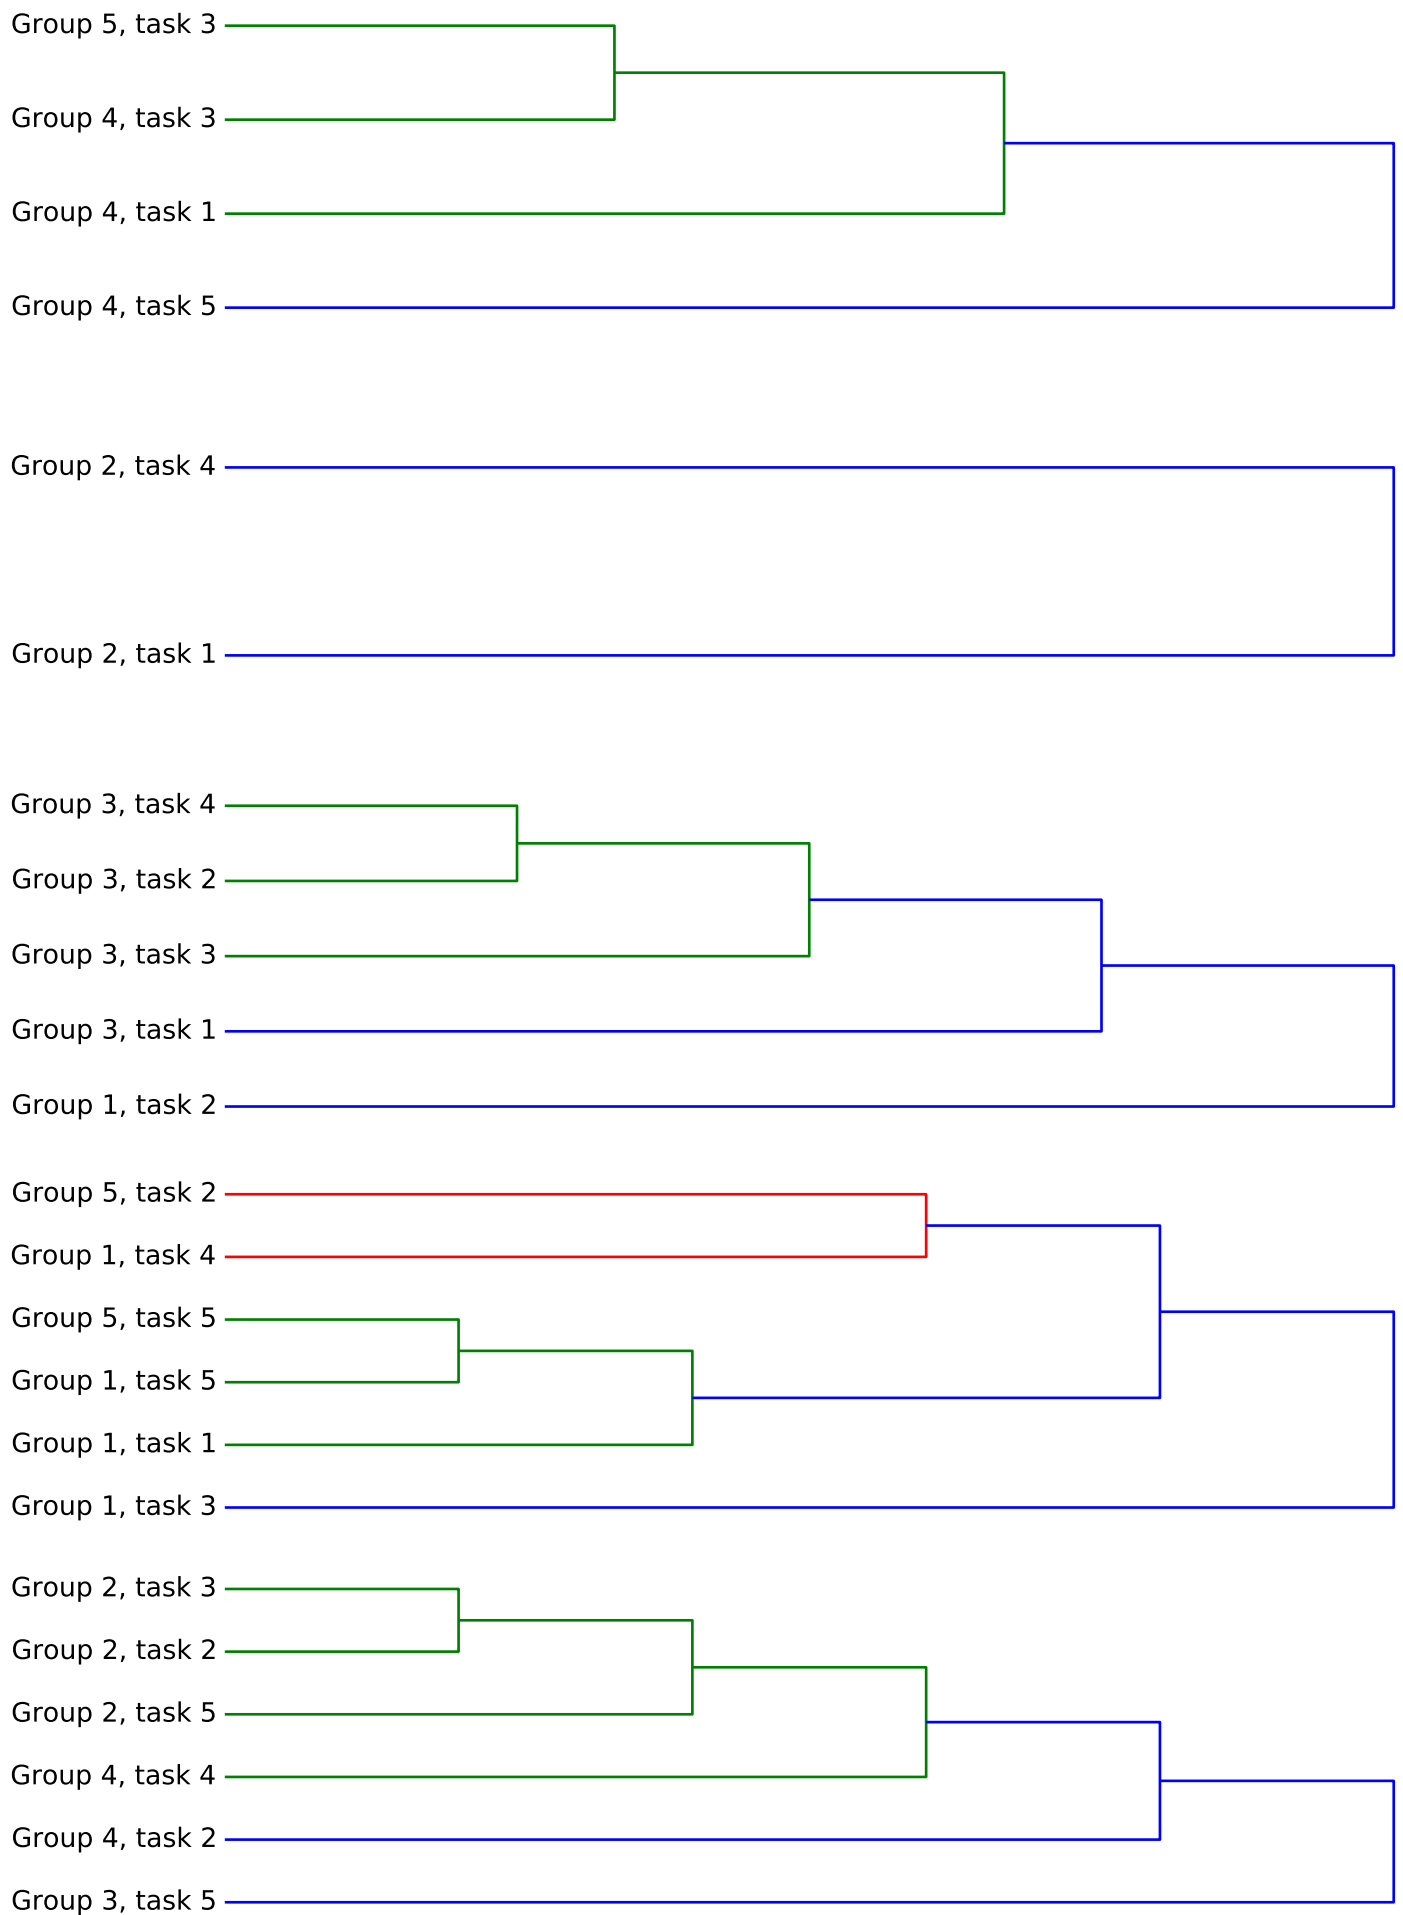 Group 5, task 3
Group 4, task 3
Group 4, task 1
Group 4, task 5
Group 2, task 4
Group 2, task 1
Group 3, task 4
Group 3, task 2
Group 3, task 3
Group 3, task 1
Group 1, task 2
Group 5, task 2
Group 1, task 4
Group 5, task 5
Group 1, task 5
Group 1, task 1
Group 1, task 3
Group 2, task 3
Group 2, task 2
Group 2, task 5
Group 4, task 4
Group 4, task 2
Group 3, task 5